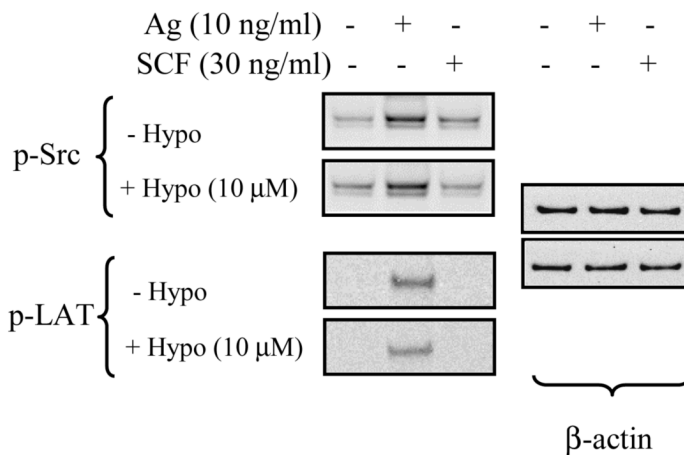 Ag (10 ng/ml) - + - - + -
SCF (30 ng/ml) - - + - - +
- Hypo
p-Src
+ Hypo (10 μM)
- Hypo
p-LAT
+ Hypo (10 μM)
β-actin